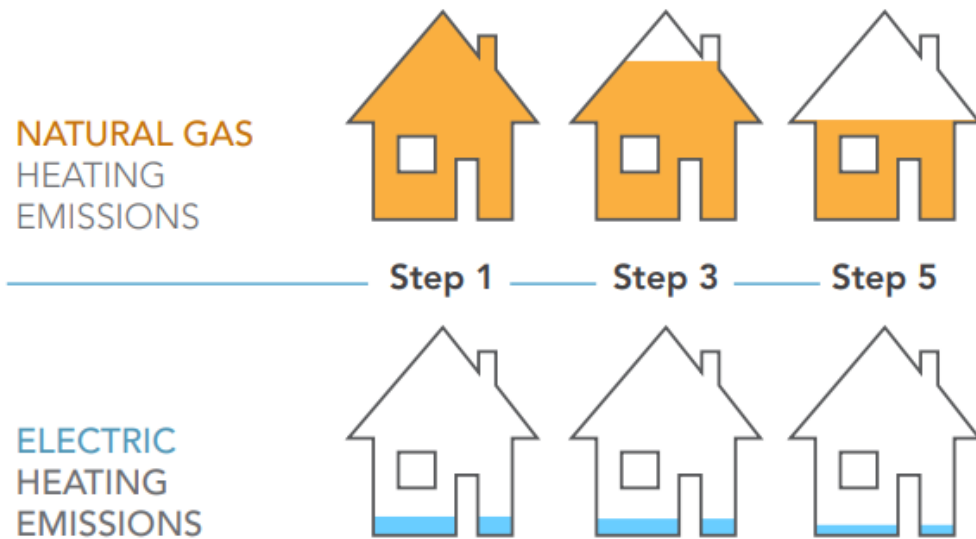 NATURAL GAS
HEATING
EMISSIONS
Step 1 Step 3 Step 5
ELECTRIC
HEATING
EMISSIONS